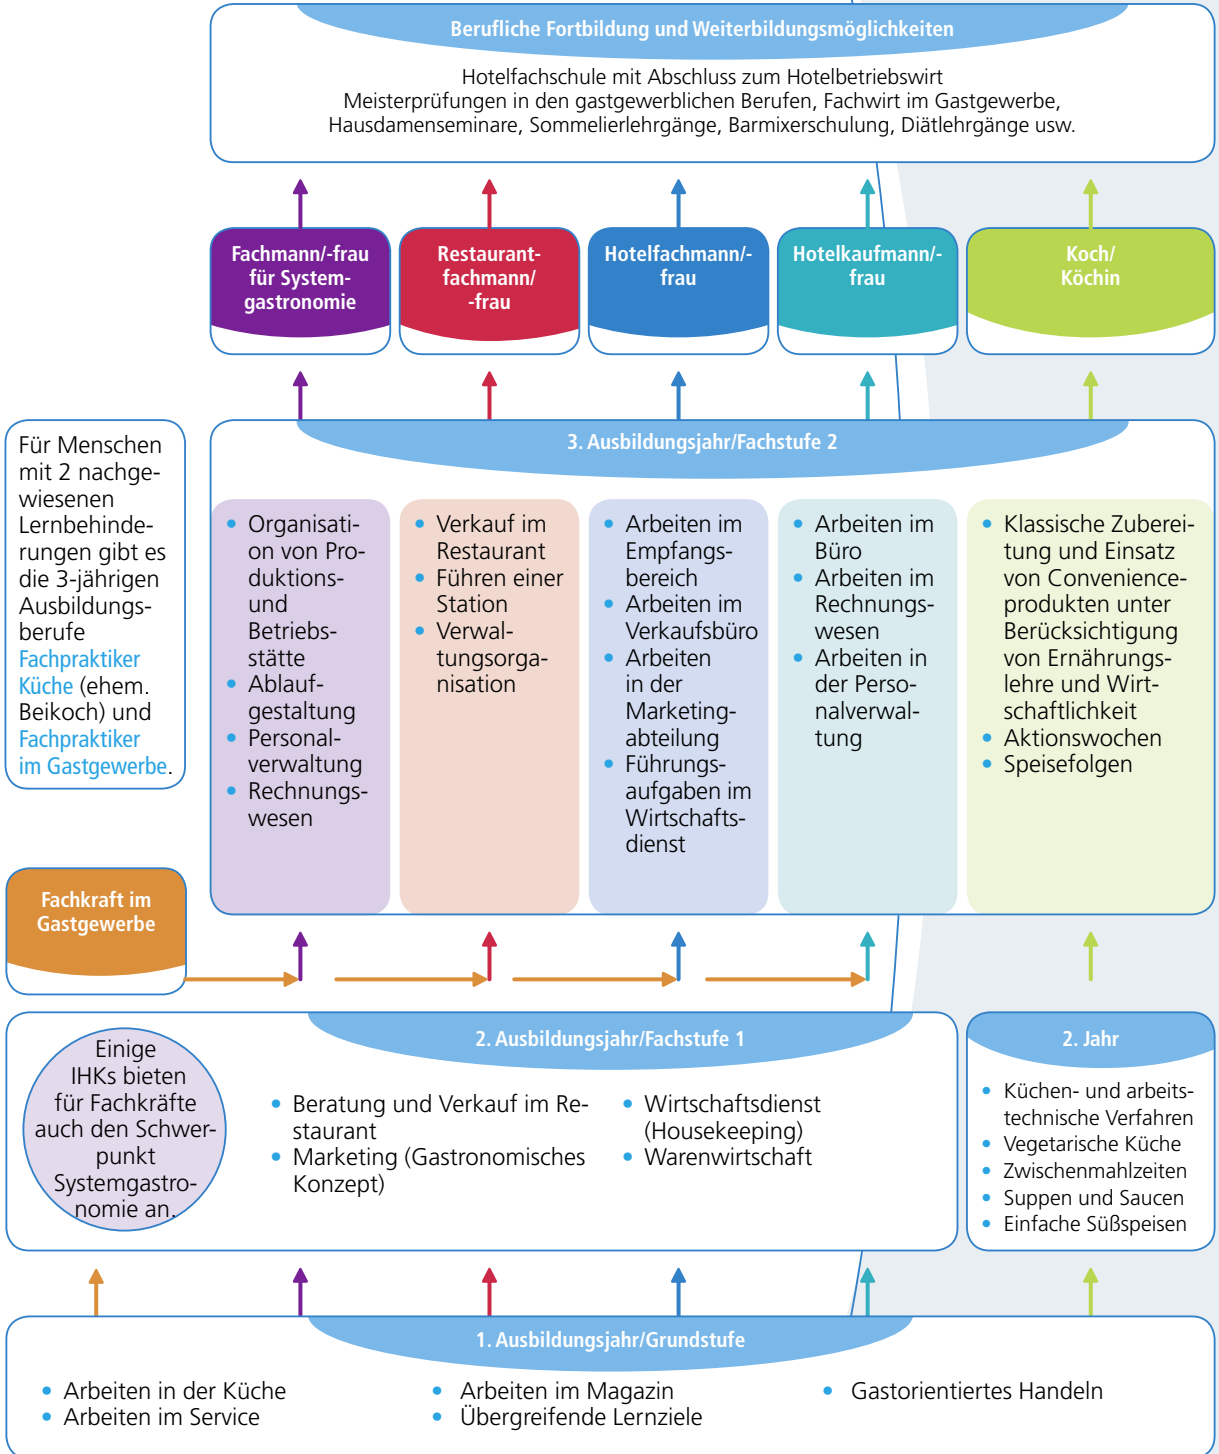 Berufliche Fortbildung und Weiterbildungsmöglichkeiten
Hotelfachschule mit Abschluss zum Hotelbetriebswirt
Meisterprüfungen in den gastgewerblichen Berufen, Fachwirt im Gastgewerbe,
Hausdamenseminare, Sommelierlehrgänge, Barmixerschulung, Diätlehrgänge usw.
Fachmann/-frau
für System-
gastronomie
Restaurant-
fachmann/
-frau
Hotelfachmann/-
frau
Hotelkaufmann/-
frau
Koch/
Köchin
Für Menschen
mit 2 nachge-
wiesenen
Lernbehinde-
rungen gibt es
die 3-jährigen
Ausbildungs-
berufe
Fachpraktiker
Küche (ehem.
Beikoch) und
Fachpraktiker
im Gastgewerbe.
3. Ausbildungsjahr/Fachstufe 2
• Organisati-
on von Pro-
duktions-
und
Betriebs-
stätte
• Ablauf-
gestaltung
• Personal-
verwaltung
• Rechnungs-
wesen
• Verkauf im
Restaurant
• Führen einer
Station
• Verwal-
tungsorga-
nisation
• Arbeiten im
Empfangs-
bereich
• Arbeiten im
Verkaufsbüro
• Arbeiten
in der
Marketing-
abteilung
• Führungs-
aufgaben im
Wirtschafts-
dienst
• Arbeiten im
Büro
• Arbeiten im
Rechnungs-
wesen
• Arbeiten in
der Perso-
nalverwal-
tung
• Klassische Zuberei-
tung und Einsatz
von Convenience-
produkten unter
Berücksichtigung
von Ernährungs-
lehre und Wirt-
schaftlichkeit
• Aktionswochen
• Speisefolgen
Fachkraft im
Gastgewerbe
2. Ausbildungsjahr/Fachstufe 1
Einige
IHKs bieten
für Fachkräfte
auch den Schwer-
punkt
Systemgastro-
nomie an.
• Beratung und Verkauf im Re-
staurant
• Marketing (Gastronomisches
Konzept)
• Wirtschaftsdienst
(Housekeeping)
• Warenwirtschaft
2. Jahr
• Küchen- und arbeits-
technische Verfahren
• Vegetarische Küche
• Zwischenmahlzeiten
• Suppen und Saucen
• Einfache Süßspeisen
1. Ausbildungsjahr/Grundstufe
• Arbeiten in der Küche
• Arbeiten im Service
• Arbeiten im Magazin
• Übergreifende Lernziele
• Gastorientiertes Handeln